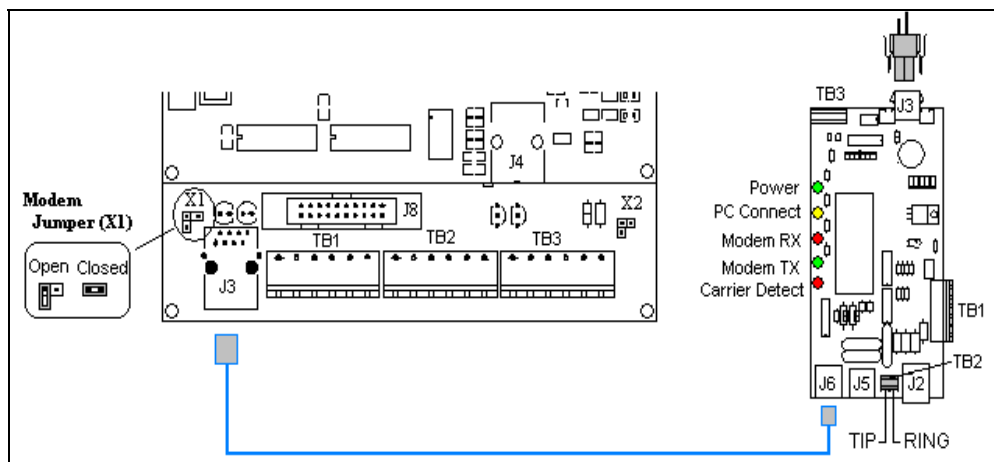 TB3
J3
J4
Modem
Jumper (X1)
X1
J8
X2
Power
PC Connect
Modem RX
Modem TX
Carrier Detect
Open Closed
TB1
TB2
TB3
J3
TB1
TB2
J6
J5
J2
TIP
RING